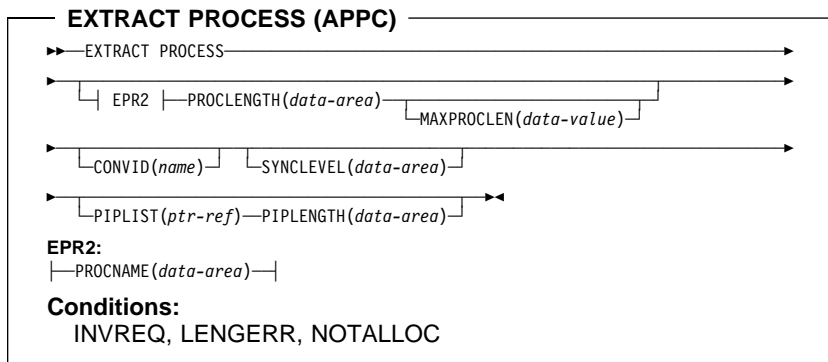 EXTRACT PROCESS (APPC)
EXTRACT PROCESS
EPR2 PROCLENGTH(data-area)
MAXPROCLEN(data-value)
CONVID(name) SYNCLEVEL(data-area)
PIPLIST(ptr-ref) PIPLENGTH(data-area)
EPR2:
PROCNAME(data-area)
Conditions:
INVREQ, LENGERR, NOTALLOC